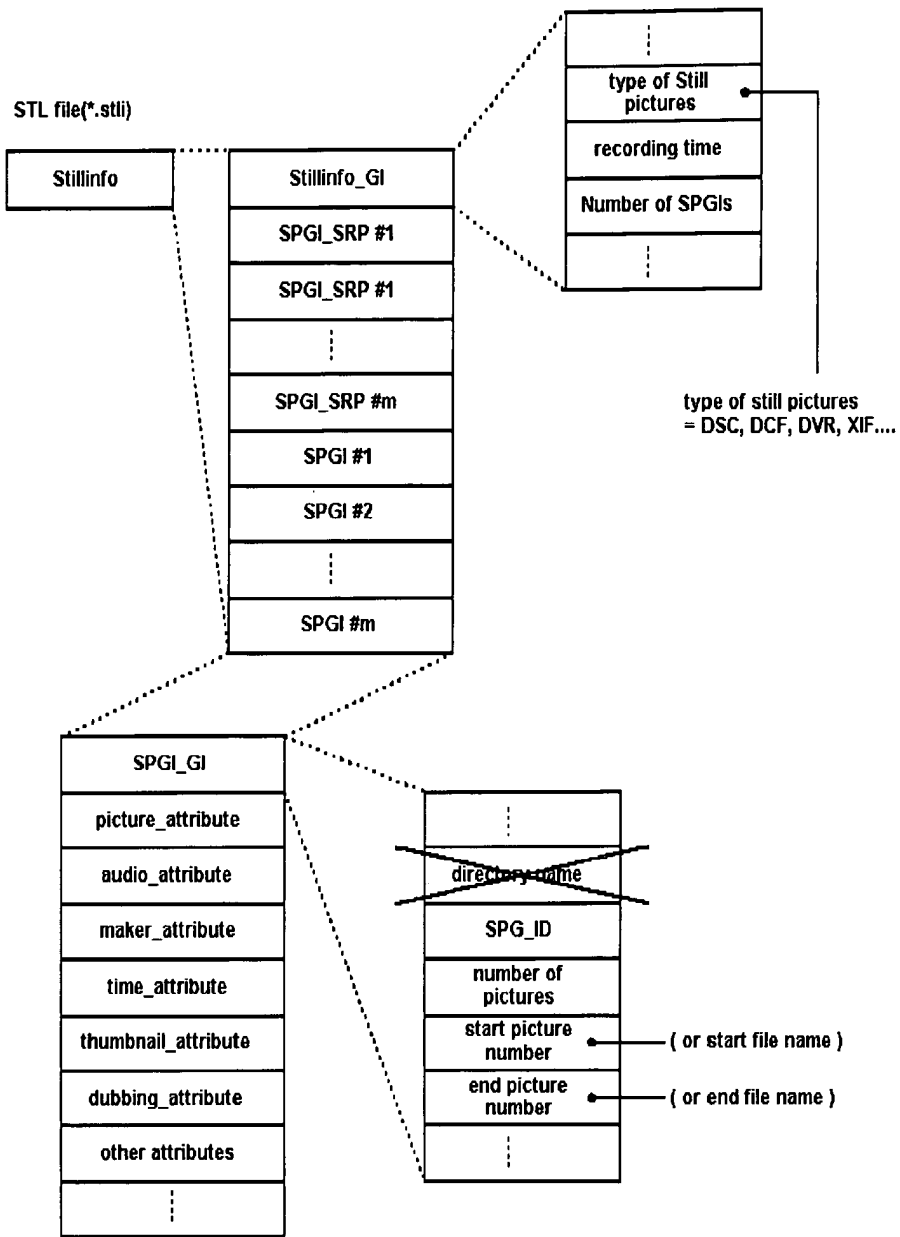 STL file(*.stli)
Stillinfo
Stillinfo_GI
SPGI_SRP #1
SPGI_SRP #1
SPGI_SRP #m
SPGI #1
SPGI #2
SPGI #m
type of Still
pictures
recording time
Number of SPGIs
type of still pictures
= DSC, DCF, DVR, XIF....
SPGI_GI
picture_attribute
audio_attribute
maker_attribute
time_attribute
thumbnail_attribute
dubbing_attribute
other attributes
directory name
SPG_ID
number of
pictures
start picture
number
( or start file name )
end picture
number
( or end file name )